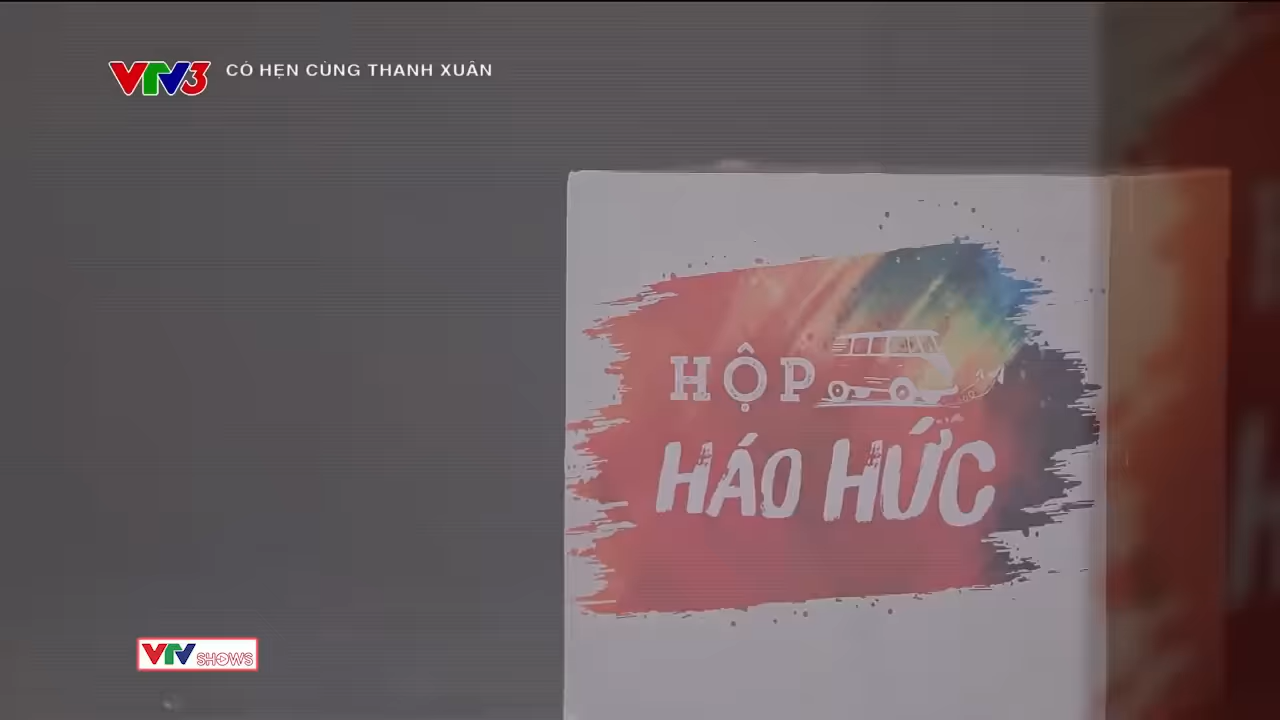 VTV3 CÓ HẸN CÙNG THANH XUÂN
HỘP
HÁO HỨC
VTV SHOWS